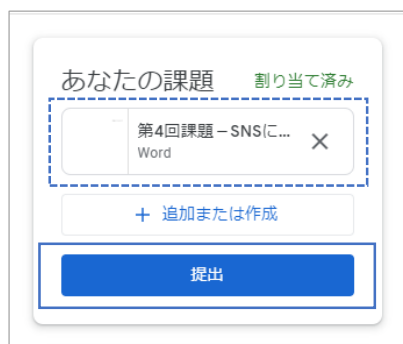 あなたの課題 割り当て済み
第4回課題－SNSに...
Word
＋ 追加または作成
提出